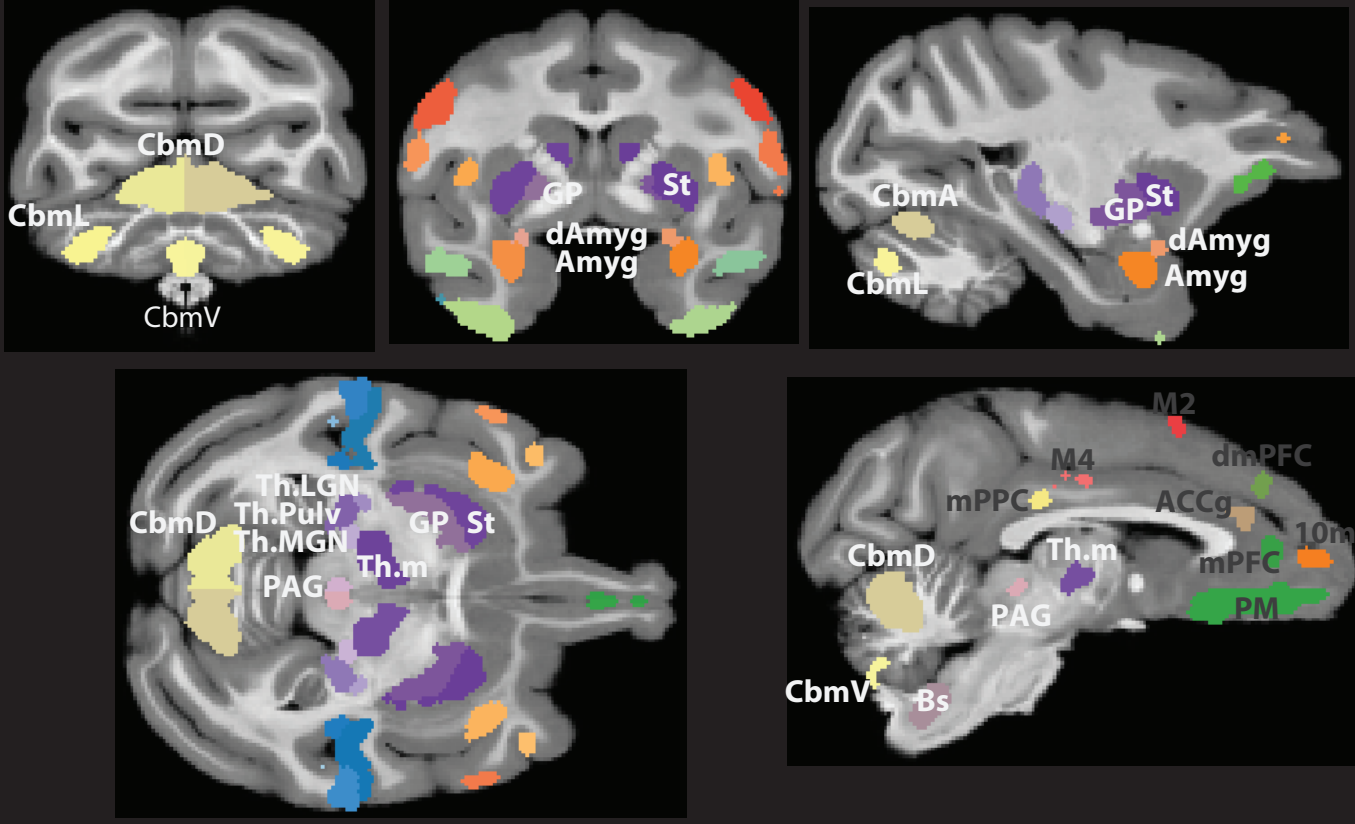 CbmD
CbmL
CbmV
GP
St
dAmyg
Amyg
CbmA
CbmL
GP
St
dAmyg
Amyg
Th.LGN
Th.Pulv
Th.MGN
CbmD
PAG
Th.m
GP
St
M2
M4
dmPFC
mPPC
ACCg
10m
CbmD
Th.m
mPFC
PAG
PM
CbmV
Bs